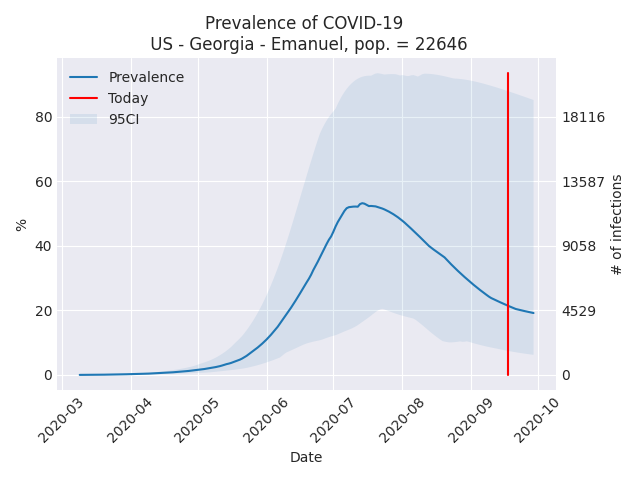 Prevalence of COVID-19
US - Georgia - Emanuel, pop. = 22646
Prevalence
Today
95CI
%
80
60
40
20
0
18116
13587
9058
4529
0
# of infections
2020-03
2020-04
2020-05
2020-06
2020-07
2020-08
2020-09
2020-10
Date